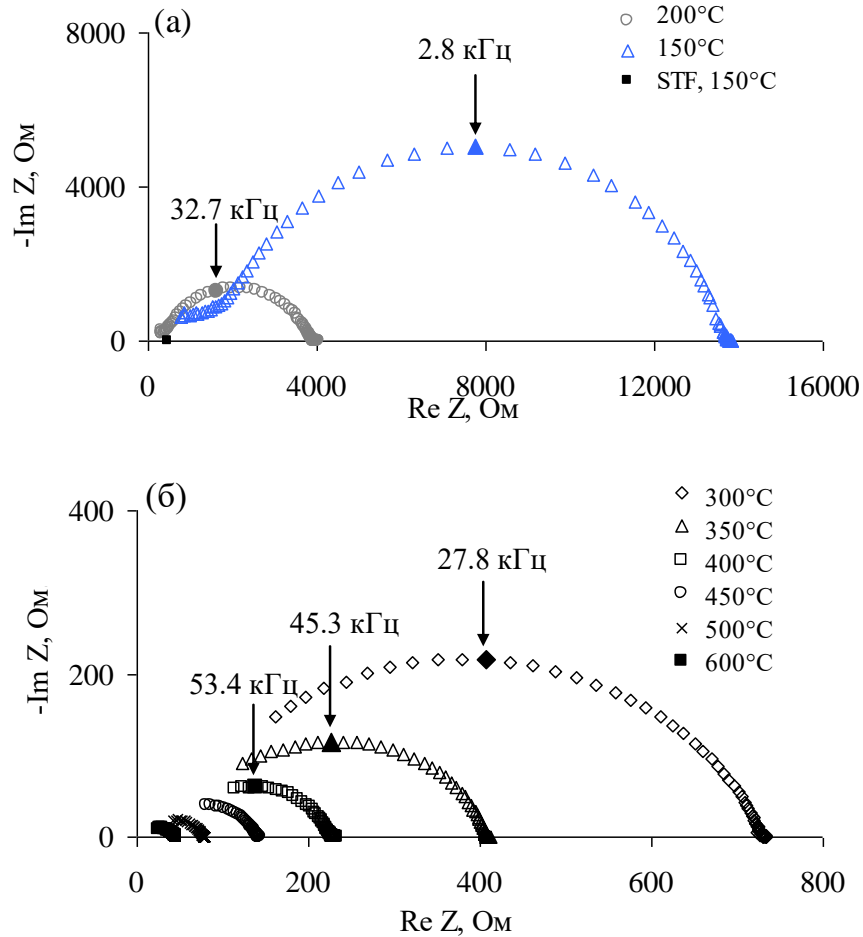 (а)
200°C
150°C
STF, 150°C
8000
4000
0
-Im Z, Ом
2.8 кГц
32.7 кГц
0 4000 8000 12000 16000
Re Z, Ом
(б)
300°C
350°C
400°C
450°C
500°C
600°C
400
200
0
-Im Z, Ом
27.8 кГц
45.3 кГц
53.4 кГц
0 200 400 600 800
Re Z, Ом